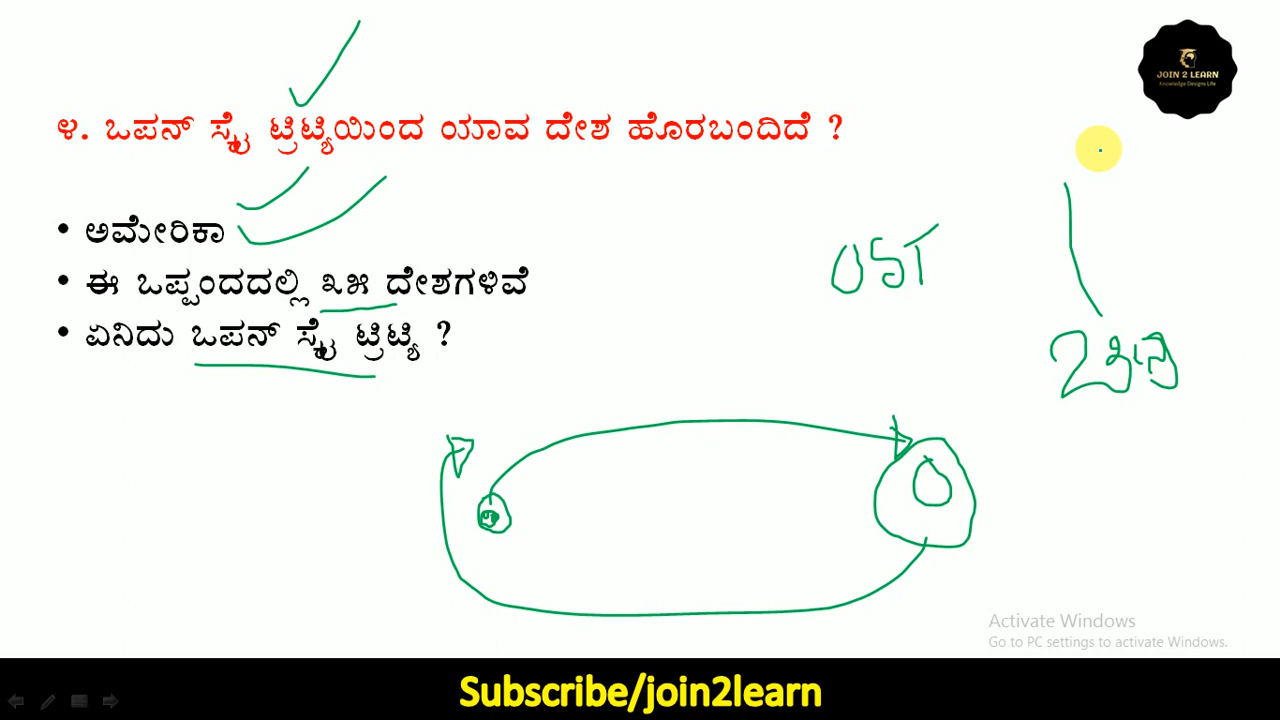 JOIN 2 LEARN
Knowledge Designs Life
೪. ಒಪನ್ ಸ್ಕೈ ಟ್ರಿಟ್ಯಿಯಿಂದ ಯಾವ ದೇಶ ಹೊರಬಂದಿದೆ ?
• ಅಮೇರಿಕಾ
• ಈ ಒಪ್ಪಂದದಲ್ಲಿ ೩೫ ದೇಶಗಳಿವೆ
• ಏನಿದು ಒಪನ್ ಸ್ಕೈ ಟ್ರಿಟ್ಯಿ ?
OST
Activate Windows
Go to PC settings to activate Windows.
Subscribe/join2learn